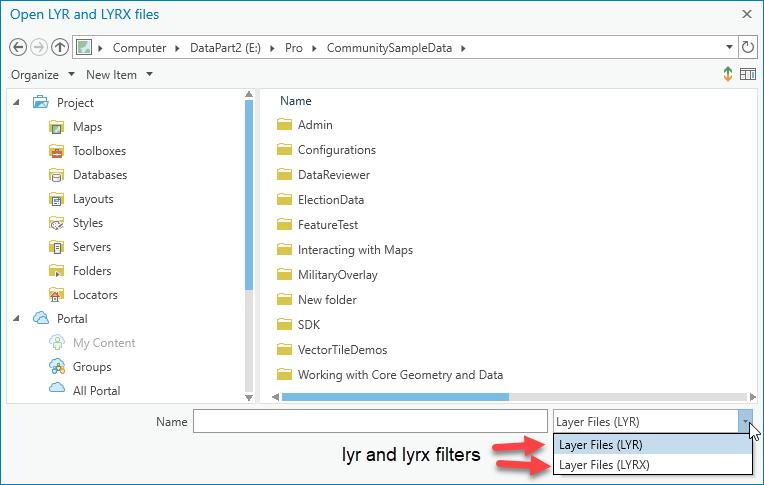 Open LYR and LYRX files
Computer DataPart2 (E:) Pro CommunitySampleData
Organize New Item
Project
Maps
Toolboxes
Databases
Layouts
Styles
Servers
Folders
Locators
Portal
My Content
Groups
All Portal
Name
Admin
Configurations
DataReviewer
ElectionData
FeatureTest
Interacting with Maps
MilitaryOverlay
New folder
SDK
VectorTileDemos
Working with Core Geometry and Data
Name Layer Files (LYR)
Layer Files (LYR)
Layer Files (LYRX)
lyr and lyrx filters